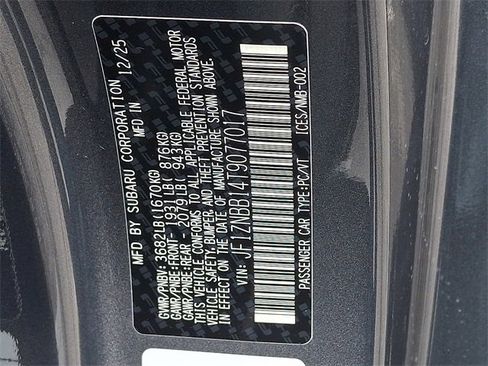 MFD BY SUBARU CORPORATION
MFD IN 12/25
GVWR/PNBV: 3682LB(1670KG)
GAWR/PNBE:FRONT- 1931LB( 876KG)
GAWR/PNBE:REAR - 2079LB( 943KG)
THIS VEHICLE CONFORMS TO ALL APPLICABLE FEDERAL MOTOR
VEHICLE SAFETY,BUMPER, AND THEFT PREVENTION STANDARDS
IN EFFECT ON THE DATE OF MANUFACTURE SHOWN ABOVE.
VIN: JF1ZNBB14T9077017
PASSENGER CAR/VEHICLE TYPE:PC/VT ICES/NMB-002